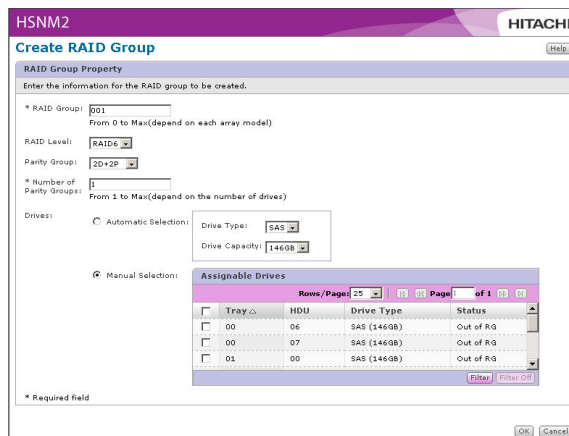 HSNM2
HITACHI
Create RAID Group
Help
RAID Group Property
Enter the information for the RAID group to be created.
* RAID Group: 001
From 0 to Max(depend on each array model)
RAID Level: RAID6
Parity Group: 2D+2P
* Number of Parity Groups: 1
From 1 to Max(depend on the number of drives)
Drives:
Automatic Selection:
Drive Type: SAS
Drive Capacity: 146GB
Manual Selection:
Assignable Drives
Rows/Page: 25 Page 1 of 1
Tray HDU Drive Type Status
00 06 SAS (146GB) Out of RG
00 07 SAS (146GB) Out of RG
01 00 SAS (146GB) Out of RG
Filter Filter Off
* Required field
OK Cancel